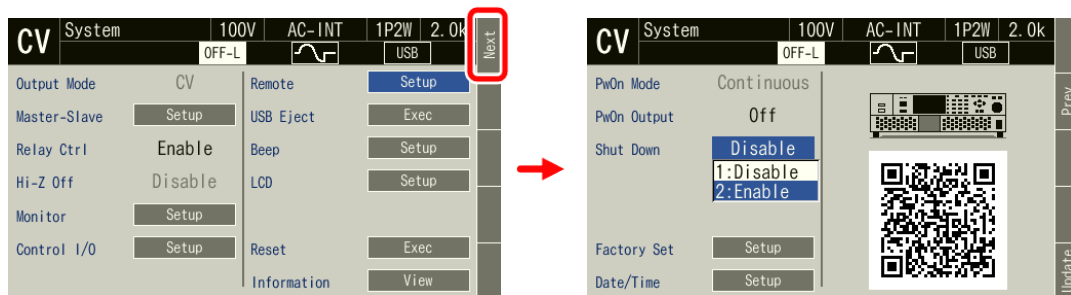 CV System 100V AC-INT 1P2W 2.0k Next
OFF-L USB
Output Mode CV Remote Setup
Master-Slave Setup USB Eject Exec
Relay Ctrl Enable Beep Setup
Hi-Z Off Disable LCD Setup
Monitor Setup
Control I/O Setup Reset Exec
Information View
CV System 100V AC-INT 1P2W 2.0k
OFF-L USB
PwOn Mode Continuous
PwOn Output Off Prev
Shut Down Disable
1:Disable
2:Enable
Factory Set Setup
Date/Time Setup Update